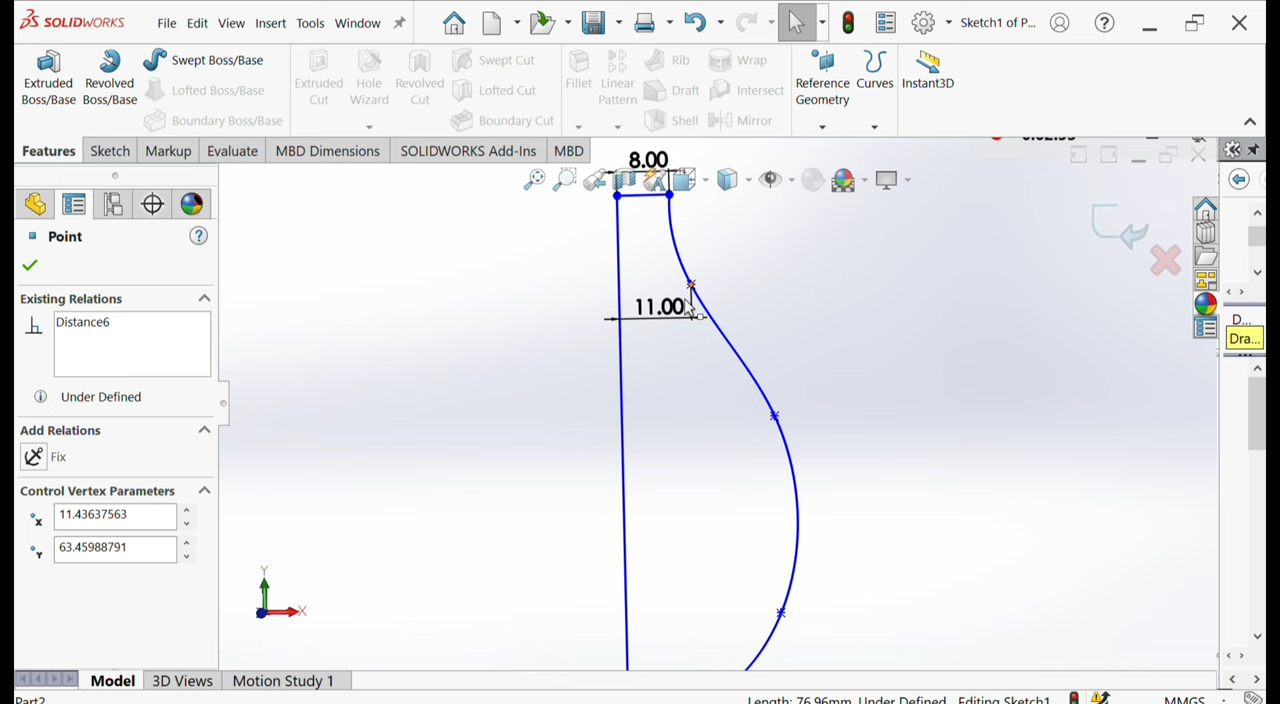 SOLIDWORKS
File Edit View Insert Tools Window
Sketch1 of P...
Extruded Boss/Base
Revolved Boss/Base
Swept Boss/Base
Lofted Boss/Base
Boundary Boss/Base
Extruded Cut
Hole Wizard
Revolved Cut
Swept Cut
Lofted Cut
Boundary Cut
Fillet
Linear Pattern
Rib
Draft
Shell
Wrap
Intersect
Mirror
Reference Geometry
Curves
Instant3D
Features Sketch Markup Evaluate MBD Dimensions SOLIDWORKS Add-Ins MBD
8.00
Point
Existing Relations
Distance6
11.00
D...
Dra...
Under Defined
Add Relations
Fix
Control Vertex Parameters
X 11.43637563
Y 63.45988791
Y
X
Model 3D Views Motion Study 1
Part2
Length: 76.96mm Under Defined Editing Sketch1 MMGS